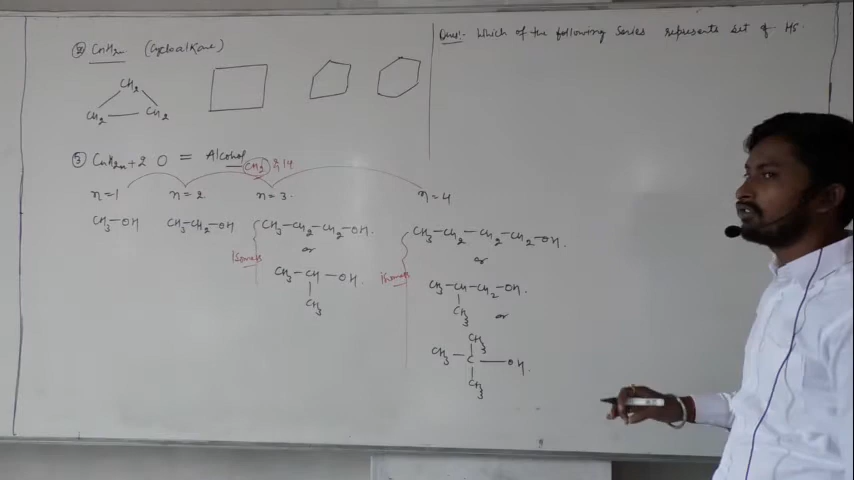 ② CnH2n (Cycloalkane)
CH2
CH2 CH2
③ CnH2n+2 O = Alcohol
CH2 & 14
n=1 n=2 n=3. n=4
CH3-OH CH3-CH2-OH CH3-CH2-CH2-OH. CH3-CH2-CH2-CH2-OH.
or or
Isomers Isomers
CH3-CH-OH. CH3-CH-CH2-OH.
CH3 CH3
or
CH3
CH3-C-OH.
CH3
Ques:- Which of the following Series represents set of HS.